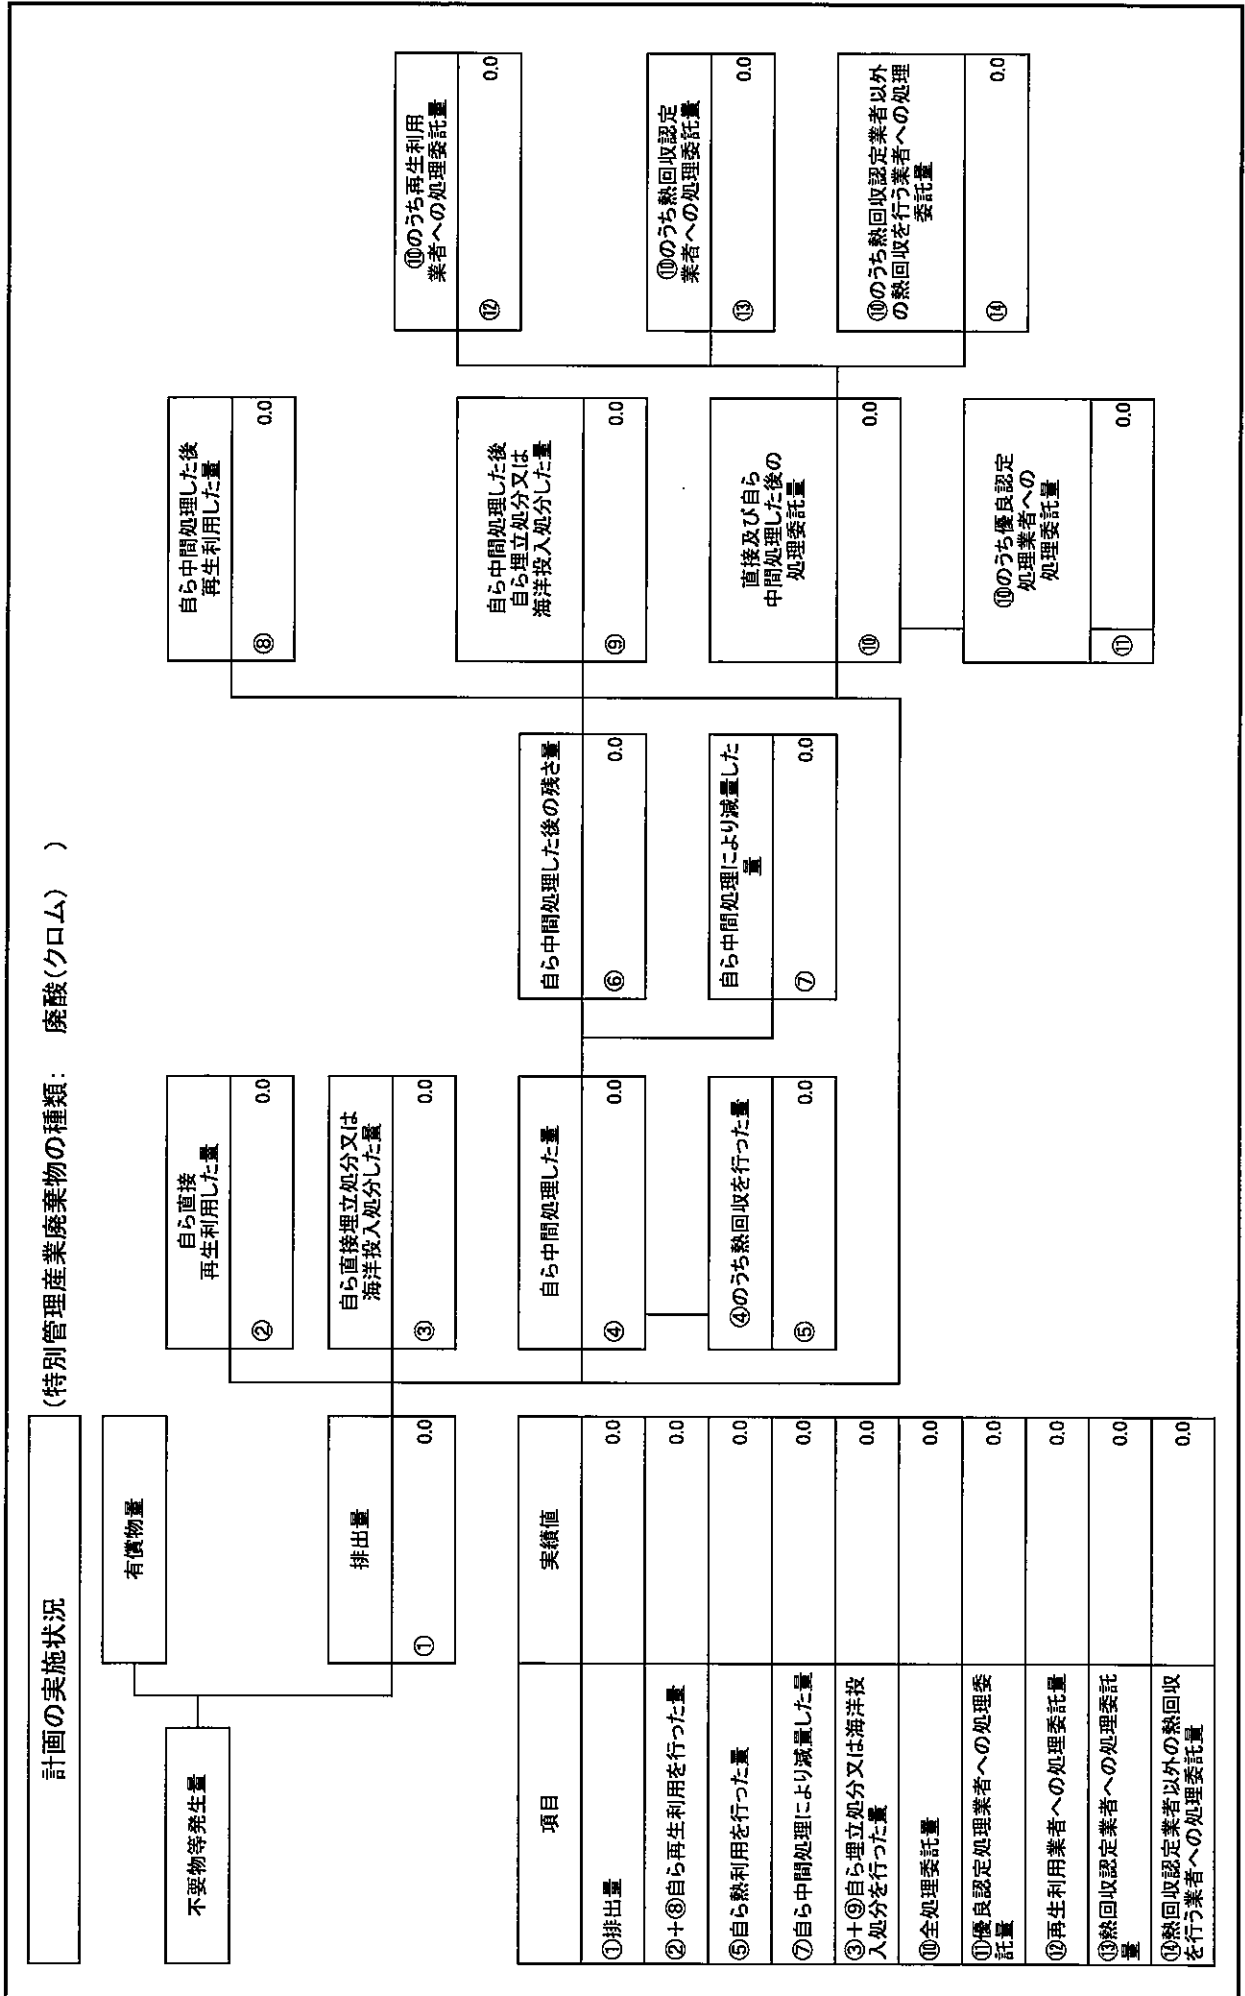 計画の実施状況
(特別管理産業廃棄物の種類: 廃酸(クロム) )
不要物等発生量
有償物量
排出量
① 0.0
自ら直接
再生利用した量
② 0.0
自ら直接埋立処分又は
海洋投入処分した量
③ 0.0
自ら中間処理した量
④ 0.0
④のうち熱回収を行った量
⑤ 0.0
自ら中間処理した後の残さ量
⑥ 0.0
自ら中間処理により減量した
量
⑦ 0.0
自ら中間処理した後
再生利用した量
⑧ 0.0
自ら中間処理した後
自ら埋立処分又は
海洋投入処分した量
⑨ 0.0
直接及び自ら
中間処理した後の
処理委託量
⑩ 0.0
⑩のうち優良認定
処理業者への
処理委託量
⑪ 0.0
⑩のうち再生利用
業者への処理委託量
⑫ 0.0
⑩のうち熱回収認定
業者への処理委託量
⑬ 0.0
⑩のうち熱回収認定業者以外
の熱回収を行う業者への処理
委託量
⑭ 0.0
項目 実績値
①排出量 0.0
②+⑧自ら再生利用を行った量 0.0
⑤自ら熱利用を行った量 0.0
⑦自ら中間処理により減量した量 0.0
③+⑨自ら埋立処分又は海洋投
入処分を行った量 0.0
⑩全処理委託量 0.0
⑪優良認定処理業者への処理委
託量 0.0
⑫再生利用業者への処理委託量 0.0
⑬熱回収認定業者への処理委託
量 0.0
⑭熱回収認定業者以外の熱回収
を行う業者への処理委託量 0.0